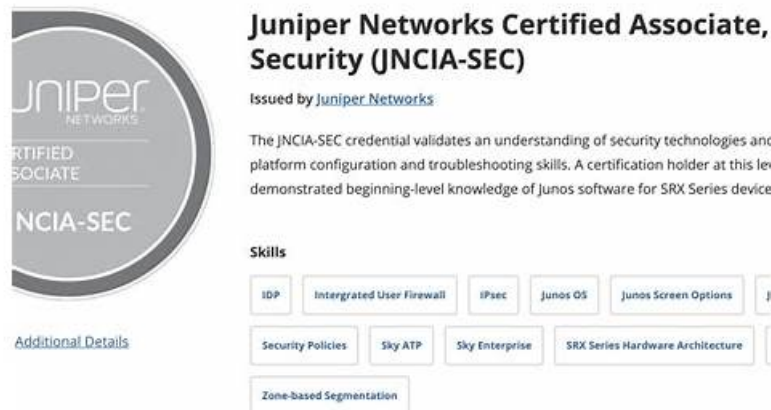 Juniper Networks Certified Associate,
Security (JNCIA-SEC)
Issued by Juniper Networks
The JNCIA-SEC credential validates an understanding of security technologies and
platform configuration and troubleshooting skills. A certification holder at this
demonstrated beginning-level knowledge of Junos software for SRX Series device
JUNIPEr
NETWORKS
RTIFIED
SOCIATE
NCIA-SEC
Additional Details
Skills
IDP Intergrated User Firewall IPsec Junos OS Junos Screen Options
Security Policies Sky ATP Sky Enterprise SRX Series Hardware Architecture
Zone-based Segmentation